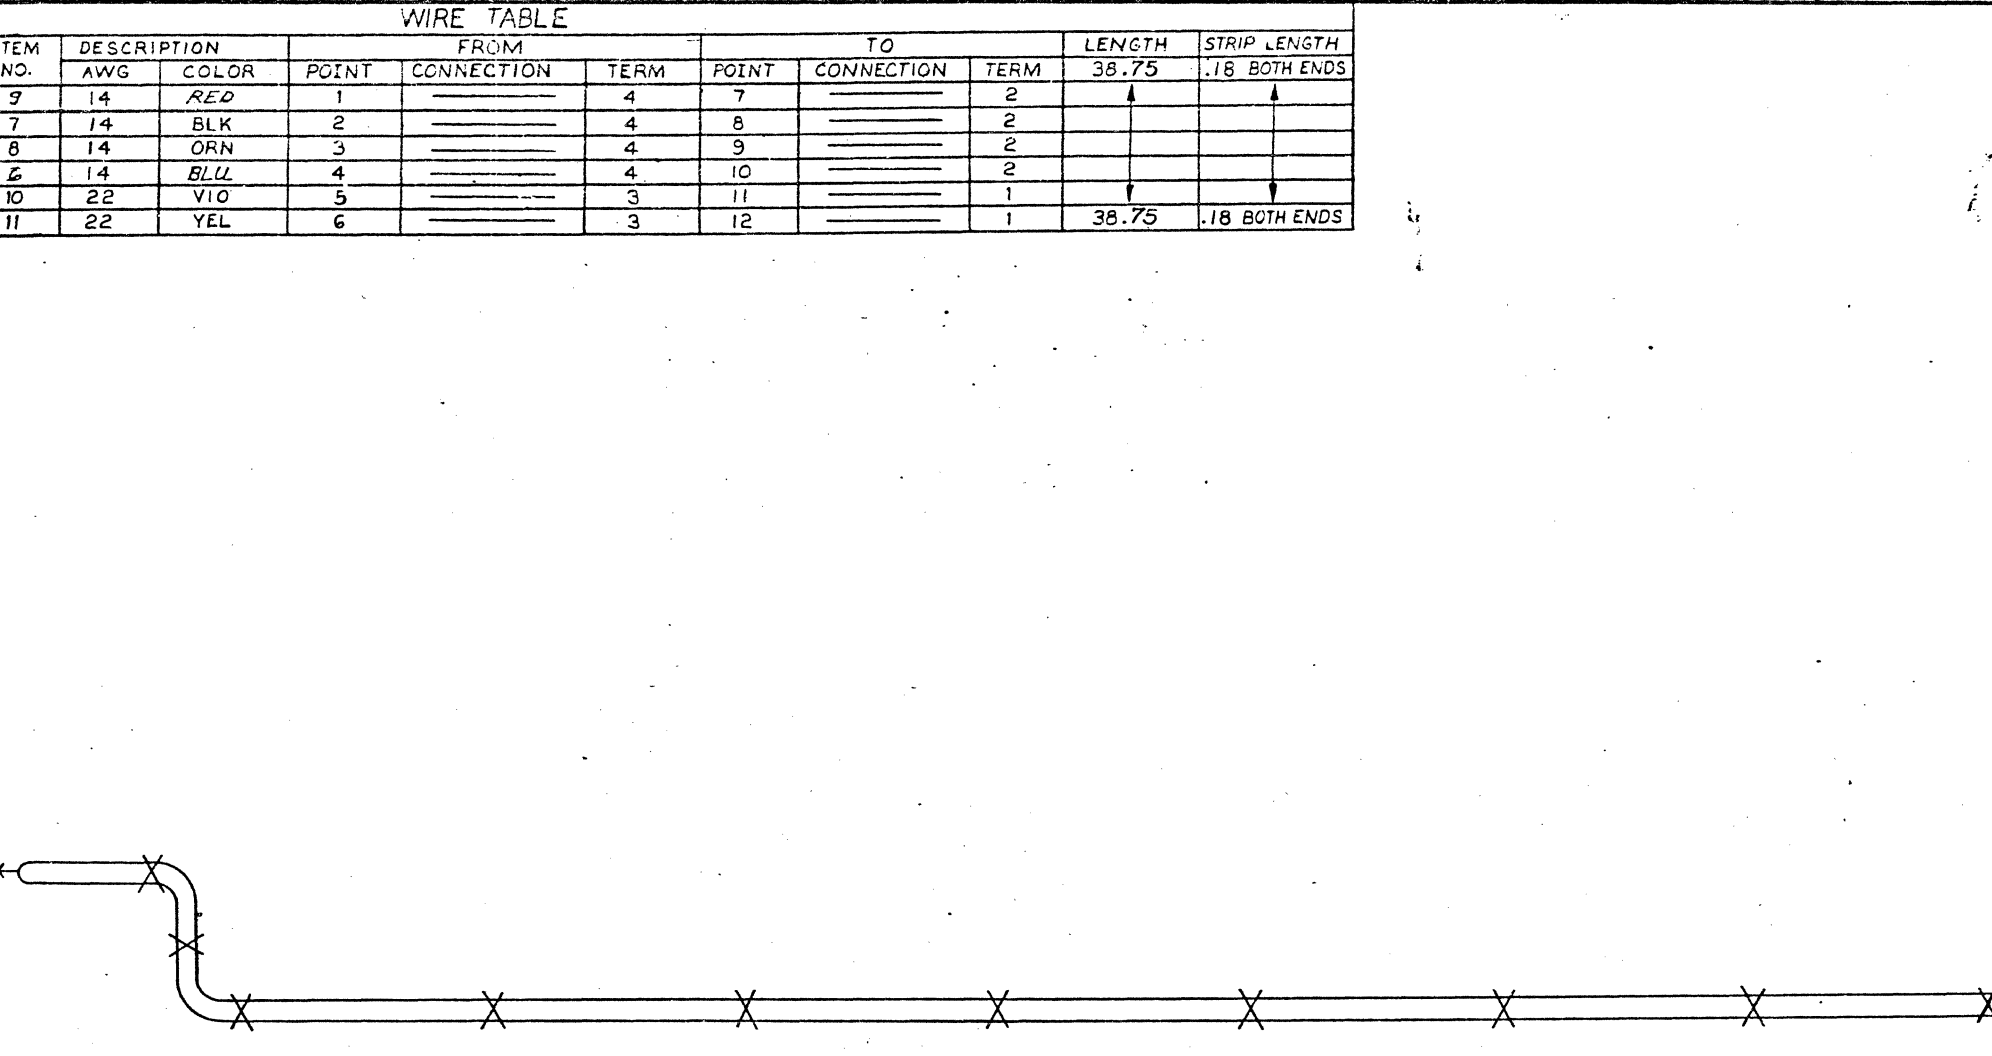 WIRE TABLE
TEM DESCRIPTION FROM TO LENGTH STRIP LENGTH
NO. AWG COLOR POINT CONNECTION TERM POINT CONNECTION TERM 38.75 .18 BOTH ENDS
9 14 RED 1 4 7 2
7 14 BLK 2 4 8 2
8 14 ORN 3 4 9 2
6 14 BLU 4 4 10 2
10 22 VIO 5 3 11 1
11 22 YEL 6 3 12 1 38.75 .18 BOTH ENDS